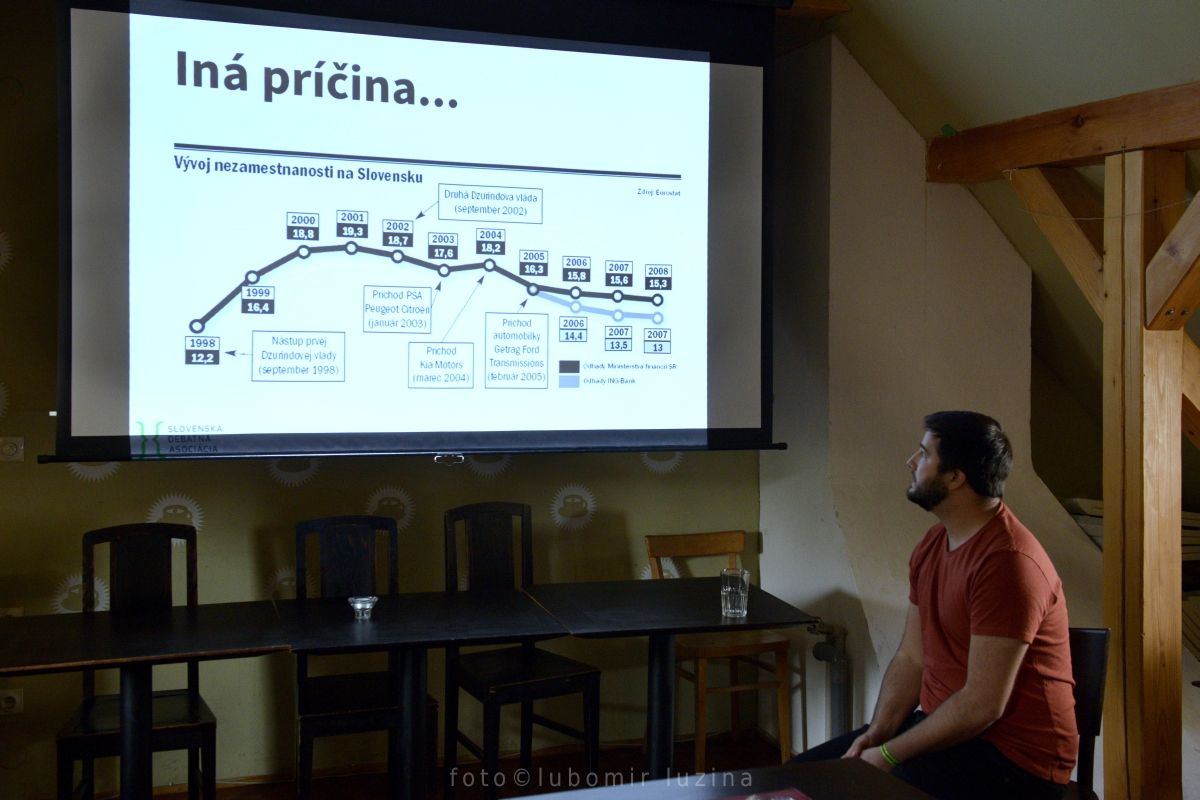 Iná príčina...
Vývoj nezamestnanosti na Slovensku
Zdroj: Eurostat
Druhá Dzurindova vláda
(september 2002)
2000
18,8
2001
19,3
2002
18,7
2003
17,6
2004
18,2
2005
16,3
2006
15,8
2007
15,6
2008
15,3
1999
16,4
1998
12,2
Nástup prvej
Dzurindovej vlády
(september 1998)
Príchod PSA
Peugeot Citroën
(január 2003)
Príchod
Kia Motors
(marec 2004)
Príchod
automobilky
Getrag Ford
Transmissions
(február 2005)
2006
14,4
2007
13,5
2007
13
Odhady Ministerstva financií SR
Odhady ING Bank
SLOVENSKÁ
DEBATNÁ
ASOCIÁCIA
foto©lubomir luzina